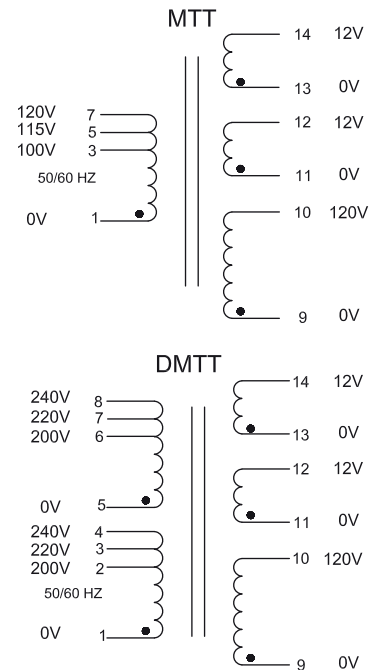 MTT
14 12V
13 0V
120V 7
115V 5
100V 3
50/60 HZ
0V 1
12 12V
11 0V
10 120V
9 0V
DMTT
240V 8
220V 7
200V 6
0V 5
240V 4
220V 3
200V 2
50/60 HZ
0V 1
14 12V
13 0V
12 12V
11 0V
10 120V
9 0V